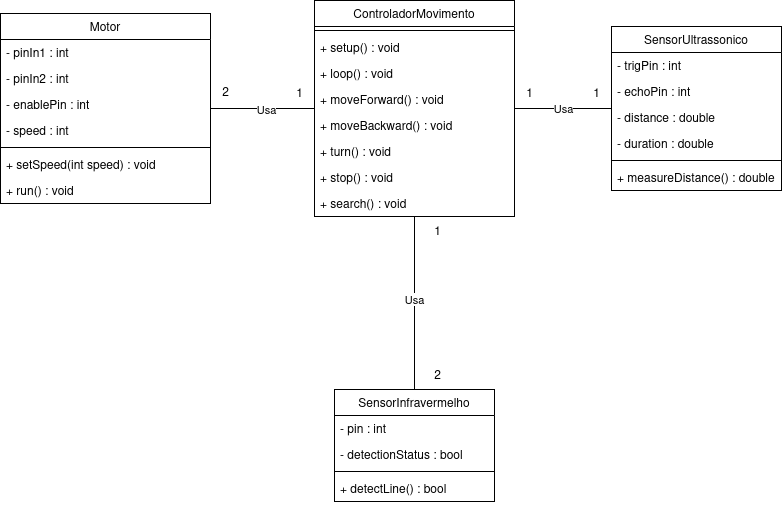 Motor
- pinIn1 : int
- pinIn2 : int
- enablePin : int
- speed : int
+ setSpeed(int speed) : void
+ run() : void
2
Usa
1
ControladorMovimento
+ setup() : void
+ loop() : void
+ moveForward() : void
+ moveBackward() : void
+ turn() : void
+ stop() : void
+ search() : void
1
Usa
1
SensorUltrassonico
- trigPin : int
- echoPin : int
- distance : double
- duration : double
+ measureDistance() : double
1
Usa
2
SensorInfravermelho
- pin : int
- detectionStatus : bool
+ detectLine() : bool